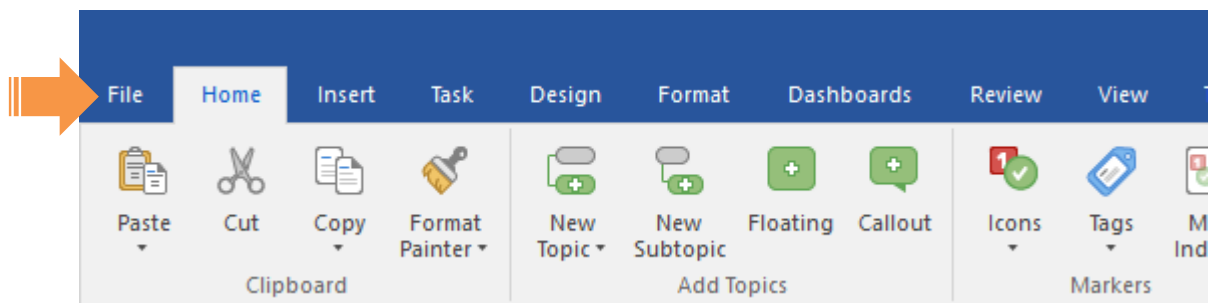 File Home Insert Task Design Format Dashboards Review View
Paste Cut Copy Format New New Floating Callout Icons Tags
Painter Topic Subtopic
Clipboard Add Topics Markers